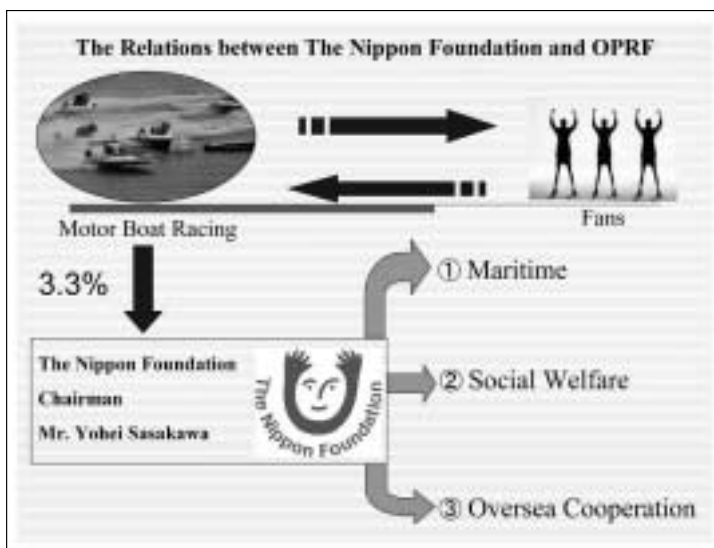 The Relations between The Nippon Foundation and OPRF
Motor Boat Racing
Fans
3.3%
① Maritime
The Nippon Foundation
Chairman
Mr. Yohei Sasakawa
The Nippon Foundation
② Social Welfare
③ Oversea Cooperation